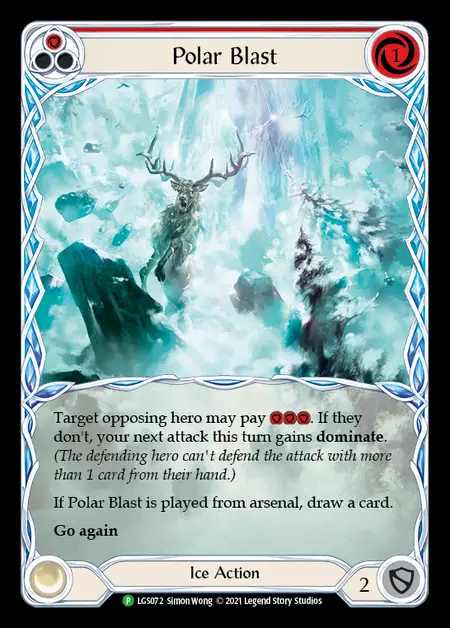 Polar Blast
1
Target opposing hero may pay. If they
don't, your next attack this turn gains dominate.
(The defending hero can't defend the attack with more
than 1 card from their hand.)
If Polar Blast is played from arsenal, draw a card.
Go again
Ice Action
2
P LGS072 Simon Wong © 2021 Legend Story Studios